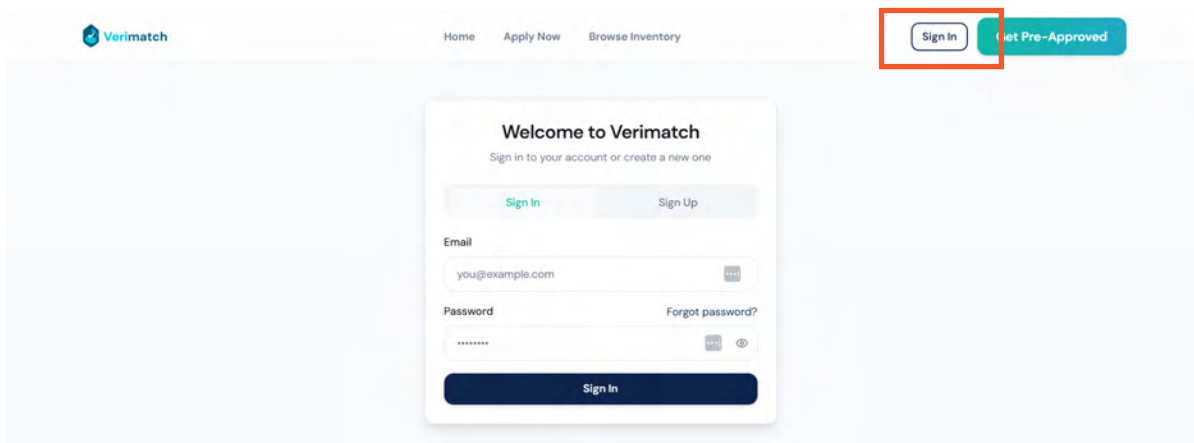 Verimatch
Home Apply Now Browse Inventory
Sign In
Get Pre-Approved
Welcome to Verimatch
Sign in to your account or create a new one
Sign In Sign Up
Email
you@example.com
Password Forgot password?
••••••••
Sign In